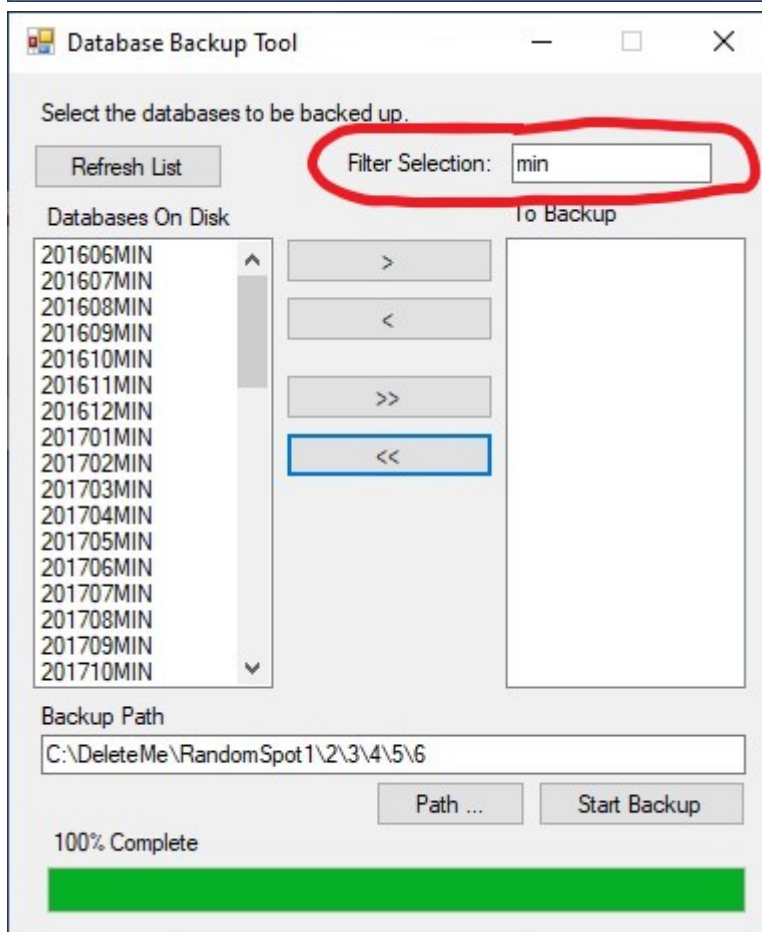 Database Backup Tool
Select the databases to be backed up.
Refresh List
Filter Selection: min
Databases On Disk
To Backup
201606MIN
201607MIN
201608MIN
201609MIN
201610MIN
201611MIN
201612MIN
201701MIN
201702MIN
201703MIN
201704MIN
201705MIN
201706MIN
201707MIN
201708MIN
201709MIN
201710MIN
>
<
>>
<<
Backup Path
C:\DeleteMe\RandomSpot1\2\3\4\5\6
Path ...
Start Backup
100% Complete